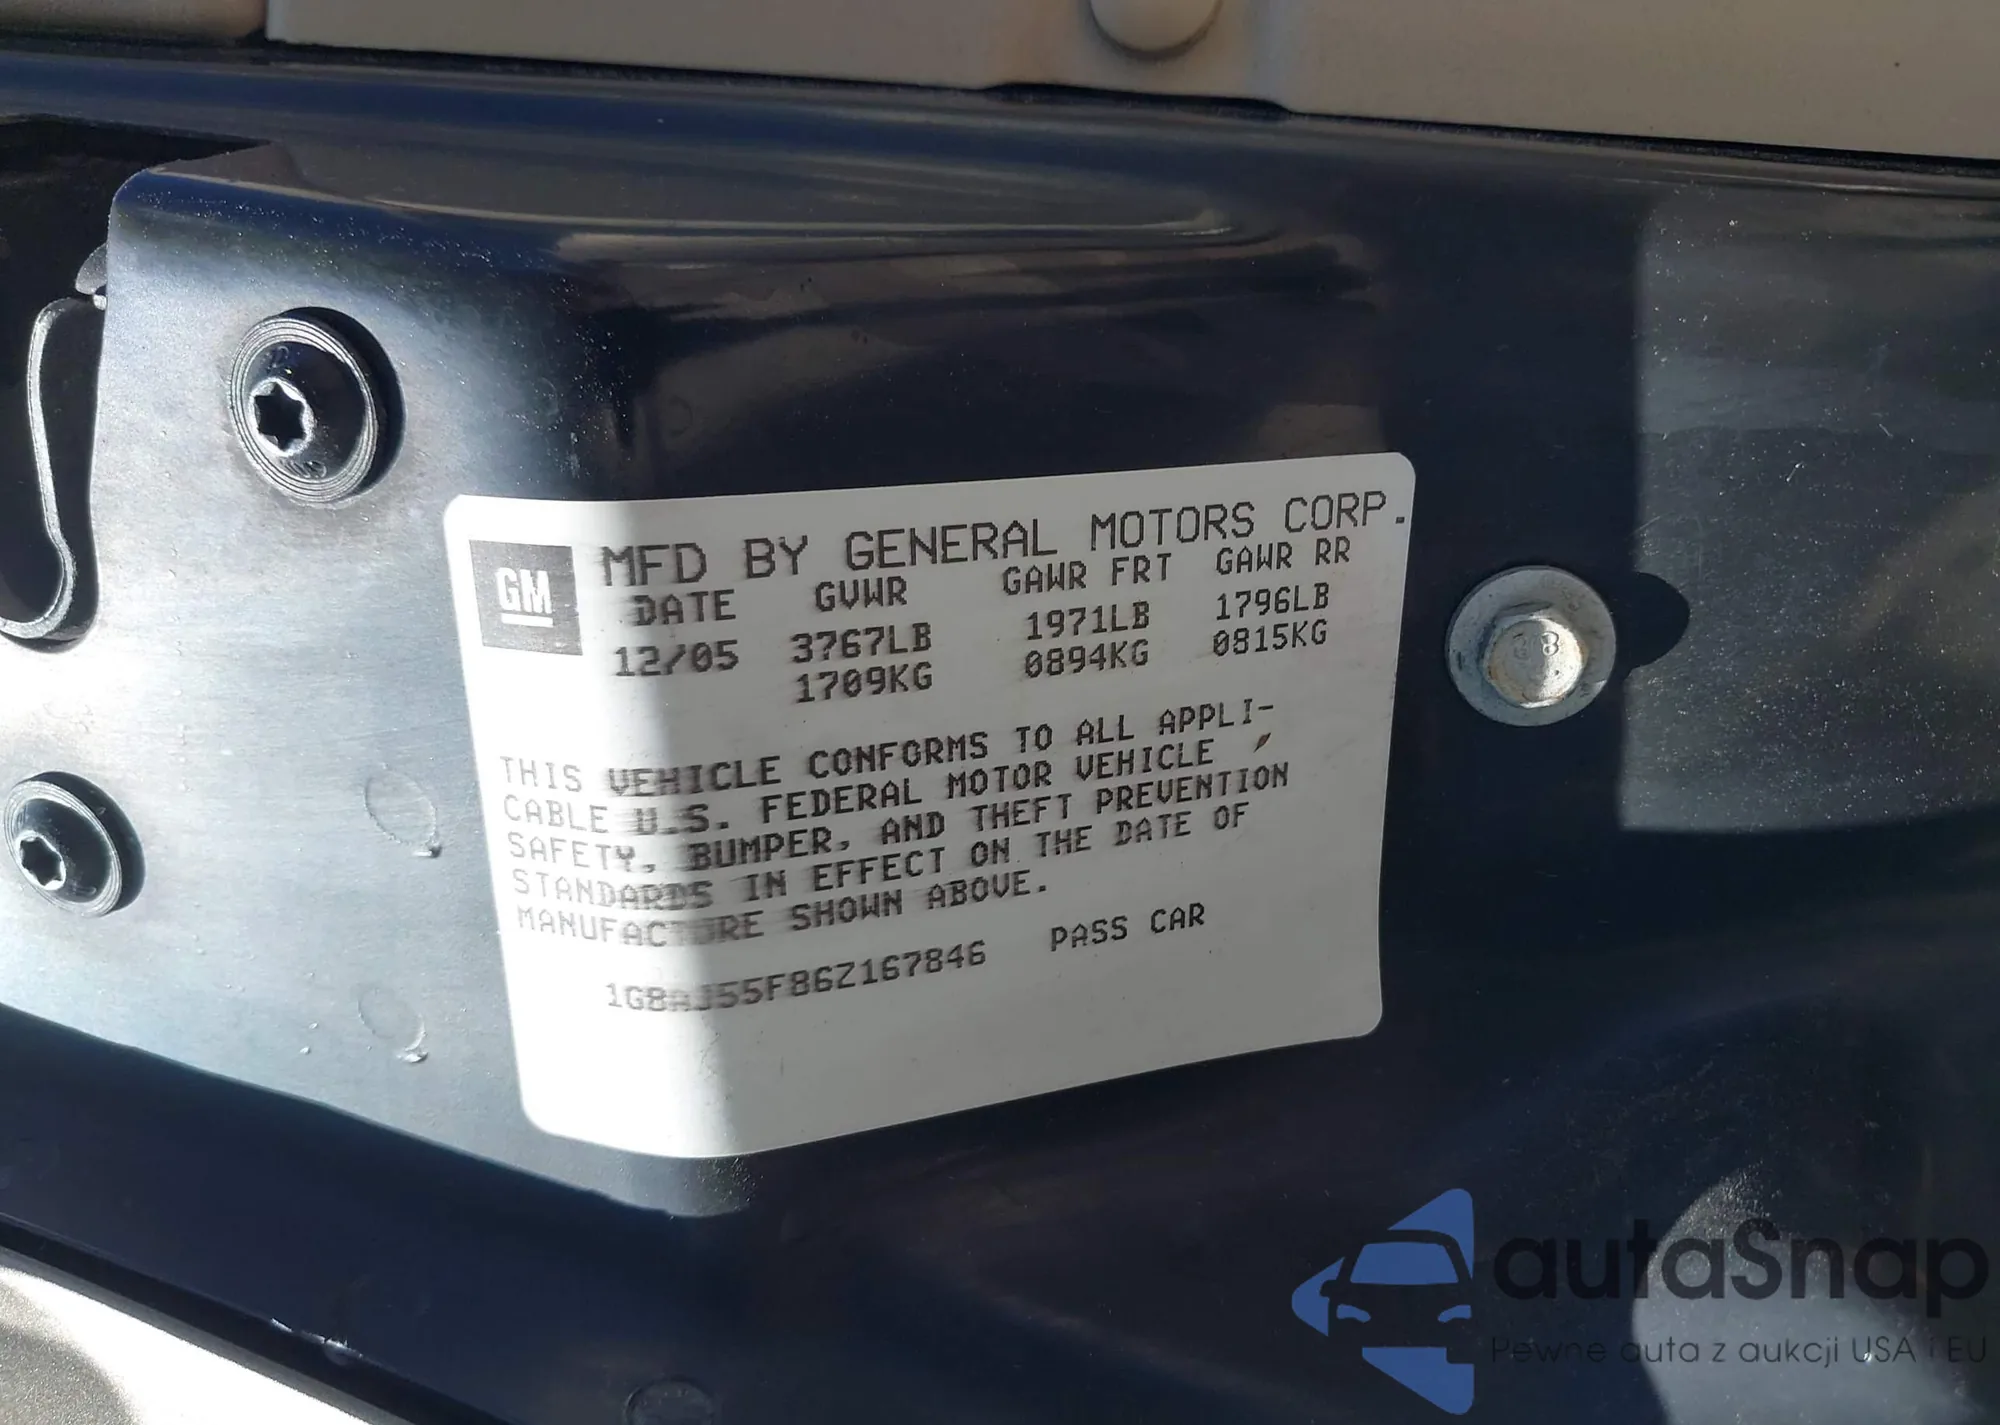 MFD BY GENERAL MOTORS CORP.
GM
DATE GVWR GAWR FRT GAWR RR
12/05 3767LB 1971LB 1796LB
1709KG 0894KG 0815KG
THIS VEHICLE CONFORMS TO ALL APPLI-
CABLE U.S. FEDERAL MOTOR VEHICLE
SAFETY, BUMPER, AND THEFT PREVENTION
STANDARDS IN EFFECT ON THE DATE OF
MANUFACTURE SHOWN ABOVE.
1G8AJ55F86Z167846 PASS CAR
autaSnap
Pewne auta z aukcji USA i EU